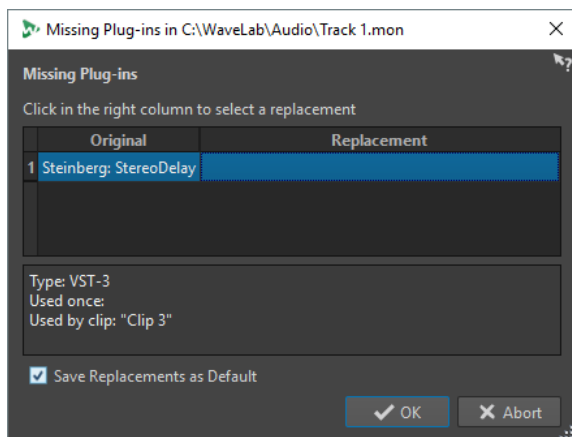 Missing Plug-ins in C:\WaveLab\Audio\Track 1.mon
Missing Plug-ins
Click in the right column to select a replacement
Original Replacement
1 Steinberg: StereoDelay
Type: VST-3
Used once:
Used by clip: "Clip 3"
Save Replacements as Default
OK Abort